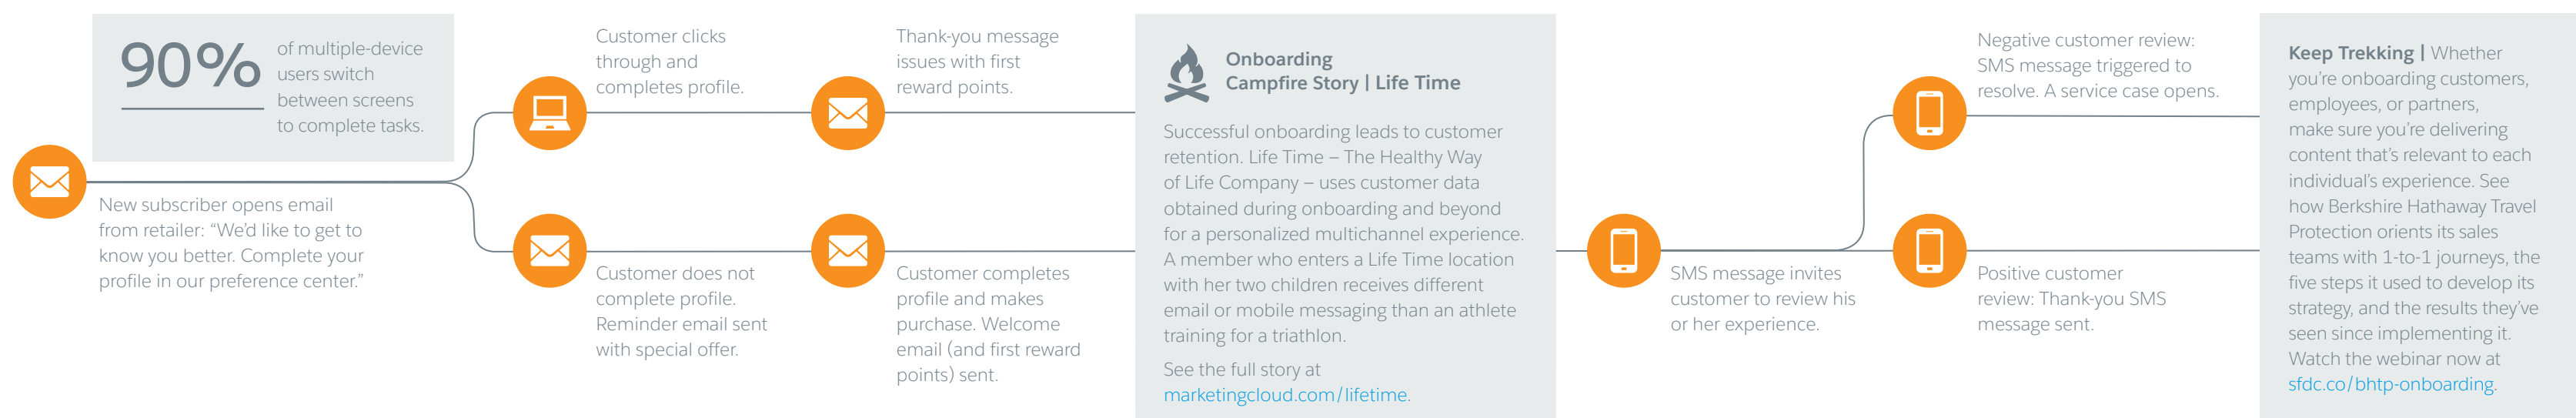 90%
of multiple-device
users switch
between screens
to complete tasks.
New subscriber opens email
from retailer: “We’d like to get to
know you better. Complete your
profile in our preference center.”
Customer clicks
through and
completes profile.
Thank-you message
issues with first
reward points.
Customer does not
complete profile.
Reminder email sent
with special offer.
Customer completes
profile and makes
purchase. Welcome
email (and first reward
points) sent.
Onboarding
Campfire Story | Life Time
Successful onboarding leads to customer
retention. Life Time – The Healthy Way
of Life Company – uses customer data
obtained during onboarding and beyond
for a personalized multichannel experience.
A member who enters a Life Time location
with her two children receives different
email or mobile messaging than an athlete
training for a triathlon.
See the full story at
marketingcloud.com/lifetime.
SMS message invites
customer to review his
or her experience.
Negative customer review:
SMS message triggered to
resolve. A service case opens.
Positive customer
review: Thank-you SMS
message sent.
Keep Trekking | Whether
you’re onboarding customers,
employees, or partners,
make sure you’re delivering
content that’s relevant to each
individual’s experience. See
how Berkshire Hathaway Travel
Protection orients its sales
teams with 1-to-1 journeys, the
five steps it used to develop its
strategy, and the results they’ve
seen since implementing it.
Watch the webinar now at
sfdc.co/bhtp-onboarding.